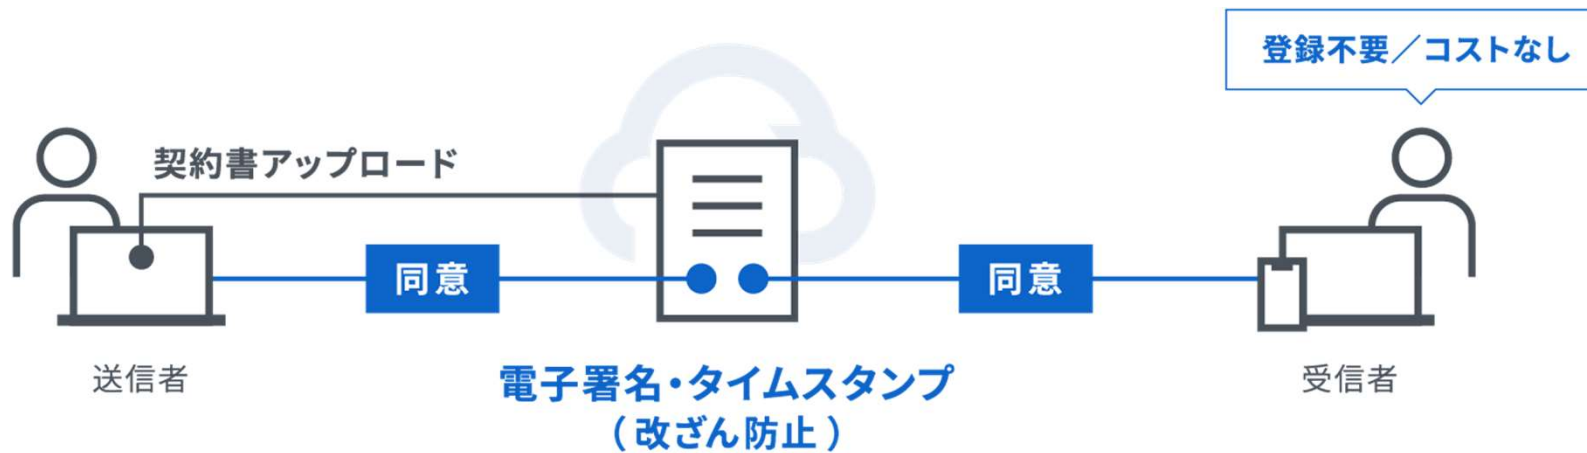 登録不要／コストなし
契約書アップロード
同意
同意
送信者
電子署名・タイムスタンプ
（改ざん防止）
受信者